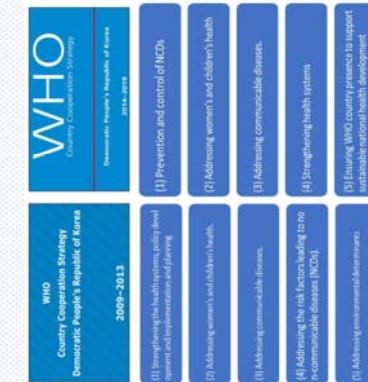 WHO
Country Cooperation Strategy
Democratic People's Republic of Korea
2014-2019
(1) Prevention and control of NCDs
(2) Addressing women's and children's health
(3) Addressing communicable diseases.
(4) Strengthening health systems
(5) Ensuring WHO country presence to support
sustainable national health development
WHO
Country Cooperation Strategy
Democratic People's Republic of Korea
2009-2013
(1) Strengthening the health systems, policy devel
opment and implementation and planning
(2) Addressing women's and children's health.
(3) Addressing communicable diseases.
(4) Addressing the risk factors leading to no
n-communicable diseases (NCDs).
(5) Addressing environmental determinants